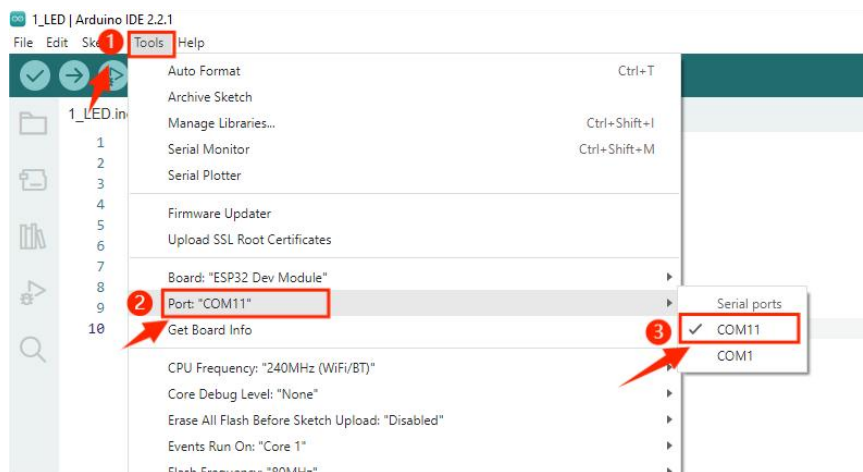 1_LED | Arduino IDE 2.2.1
File Edit Sk 1 Tools Help
Auto Format Ctrl+T
Archive Sketch
1_LED.in
Manage Libraries... Ctrl+Shift+I
1
Serial Monitor Ctrl+Shift+M
2
Serial Plotter
3
4
Firmware Updater
5
Upload SSL Root Certificates
6
7
Board: "ESP32 Dev Module"
8
2 Port: "COM11" Serial ports
9
10 Get Board Info 3 ✓ COM11
COM1
CPU Frequency: "240MHz (WiFi/BT)"
Core Debug Level: "None"
Erase All Flash Before Sketch Upload: "Disabled"
Events Run On: "Core 1"
Flash Frequency: "80MHz"